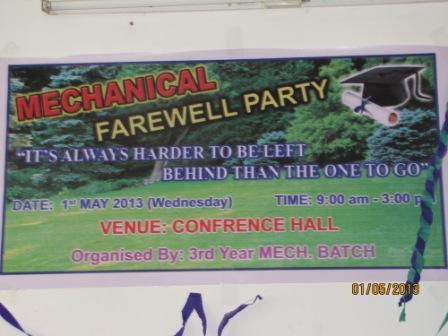 MECHANICAL
FAREWELL PARTY
"IT'S ALWAYS HARDER TO BE LEFT
BEHIND THAN THE ONE TO GO"
DATE: 1st MAY 2013 (Wednesday) TIME: 9:00 am - 3:00
VENUE: CONFRENCE HALL
Organised By: 3rd Year MECH. BATCH
01/05/2013